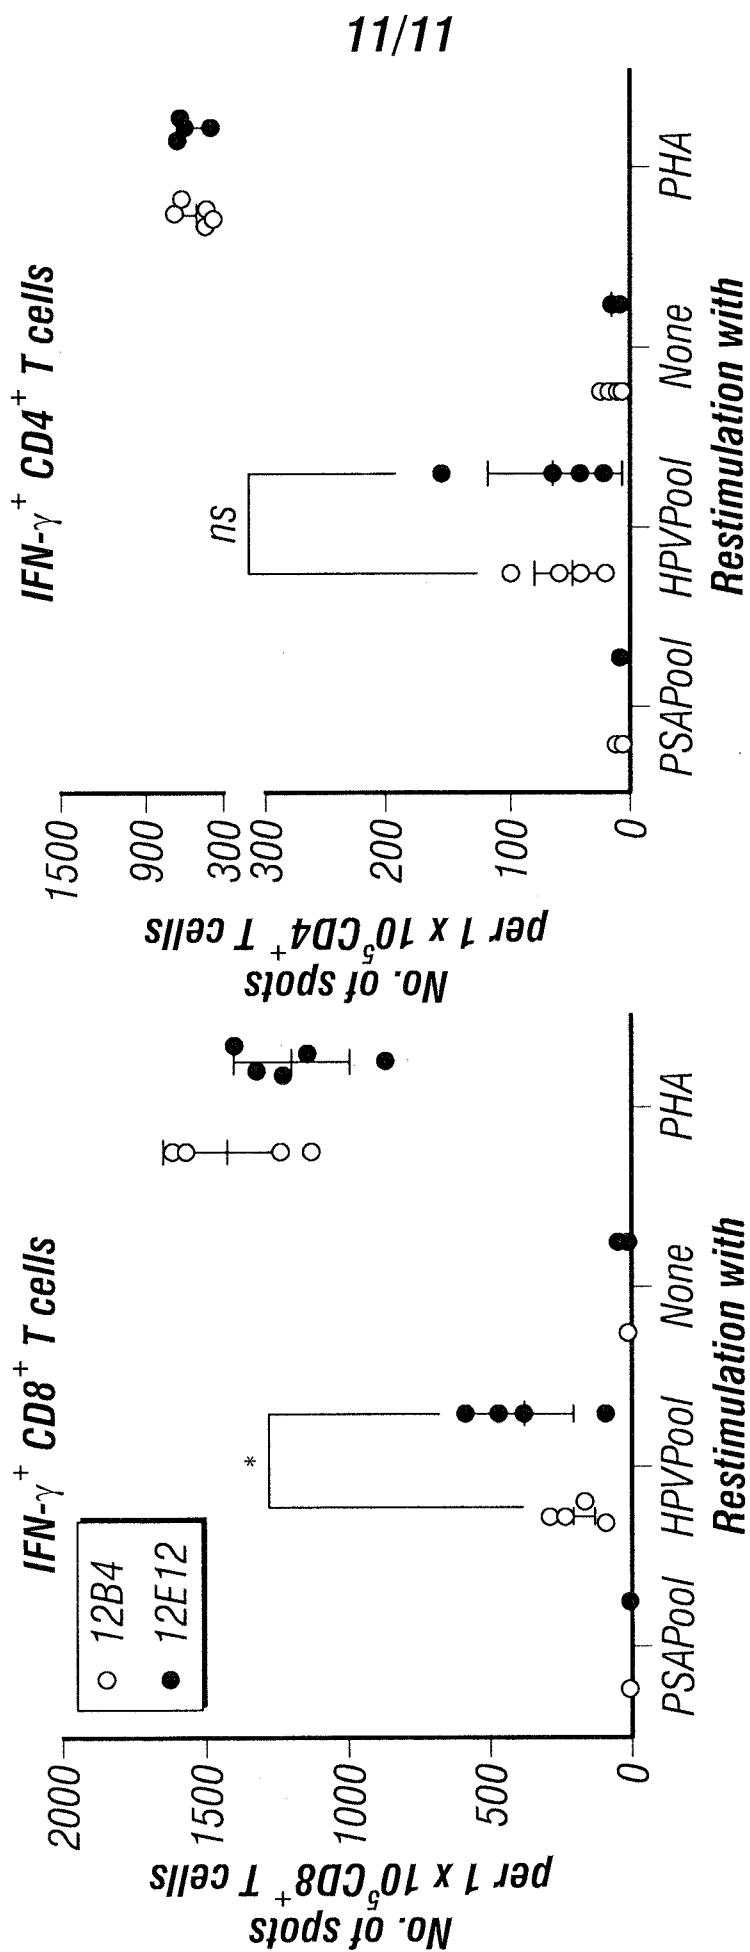 11/11
IFN-γ⁺ CD8⁺ T cells
12B4
12E12
No. of spots
per 1 x 10⁵CD8⁺ T cells
2000
1500
1000
500
0
*
PSAPool HPVPool None PHA
Restimulation with
IFN-γ⁺ CD4⁺ T cells
No. of spots
per 1 x 10⁵CD4⁺ T cells
1500
900
300
300
200
100
0
ns
PSAPool HPVPool None PHA
Restimulation with